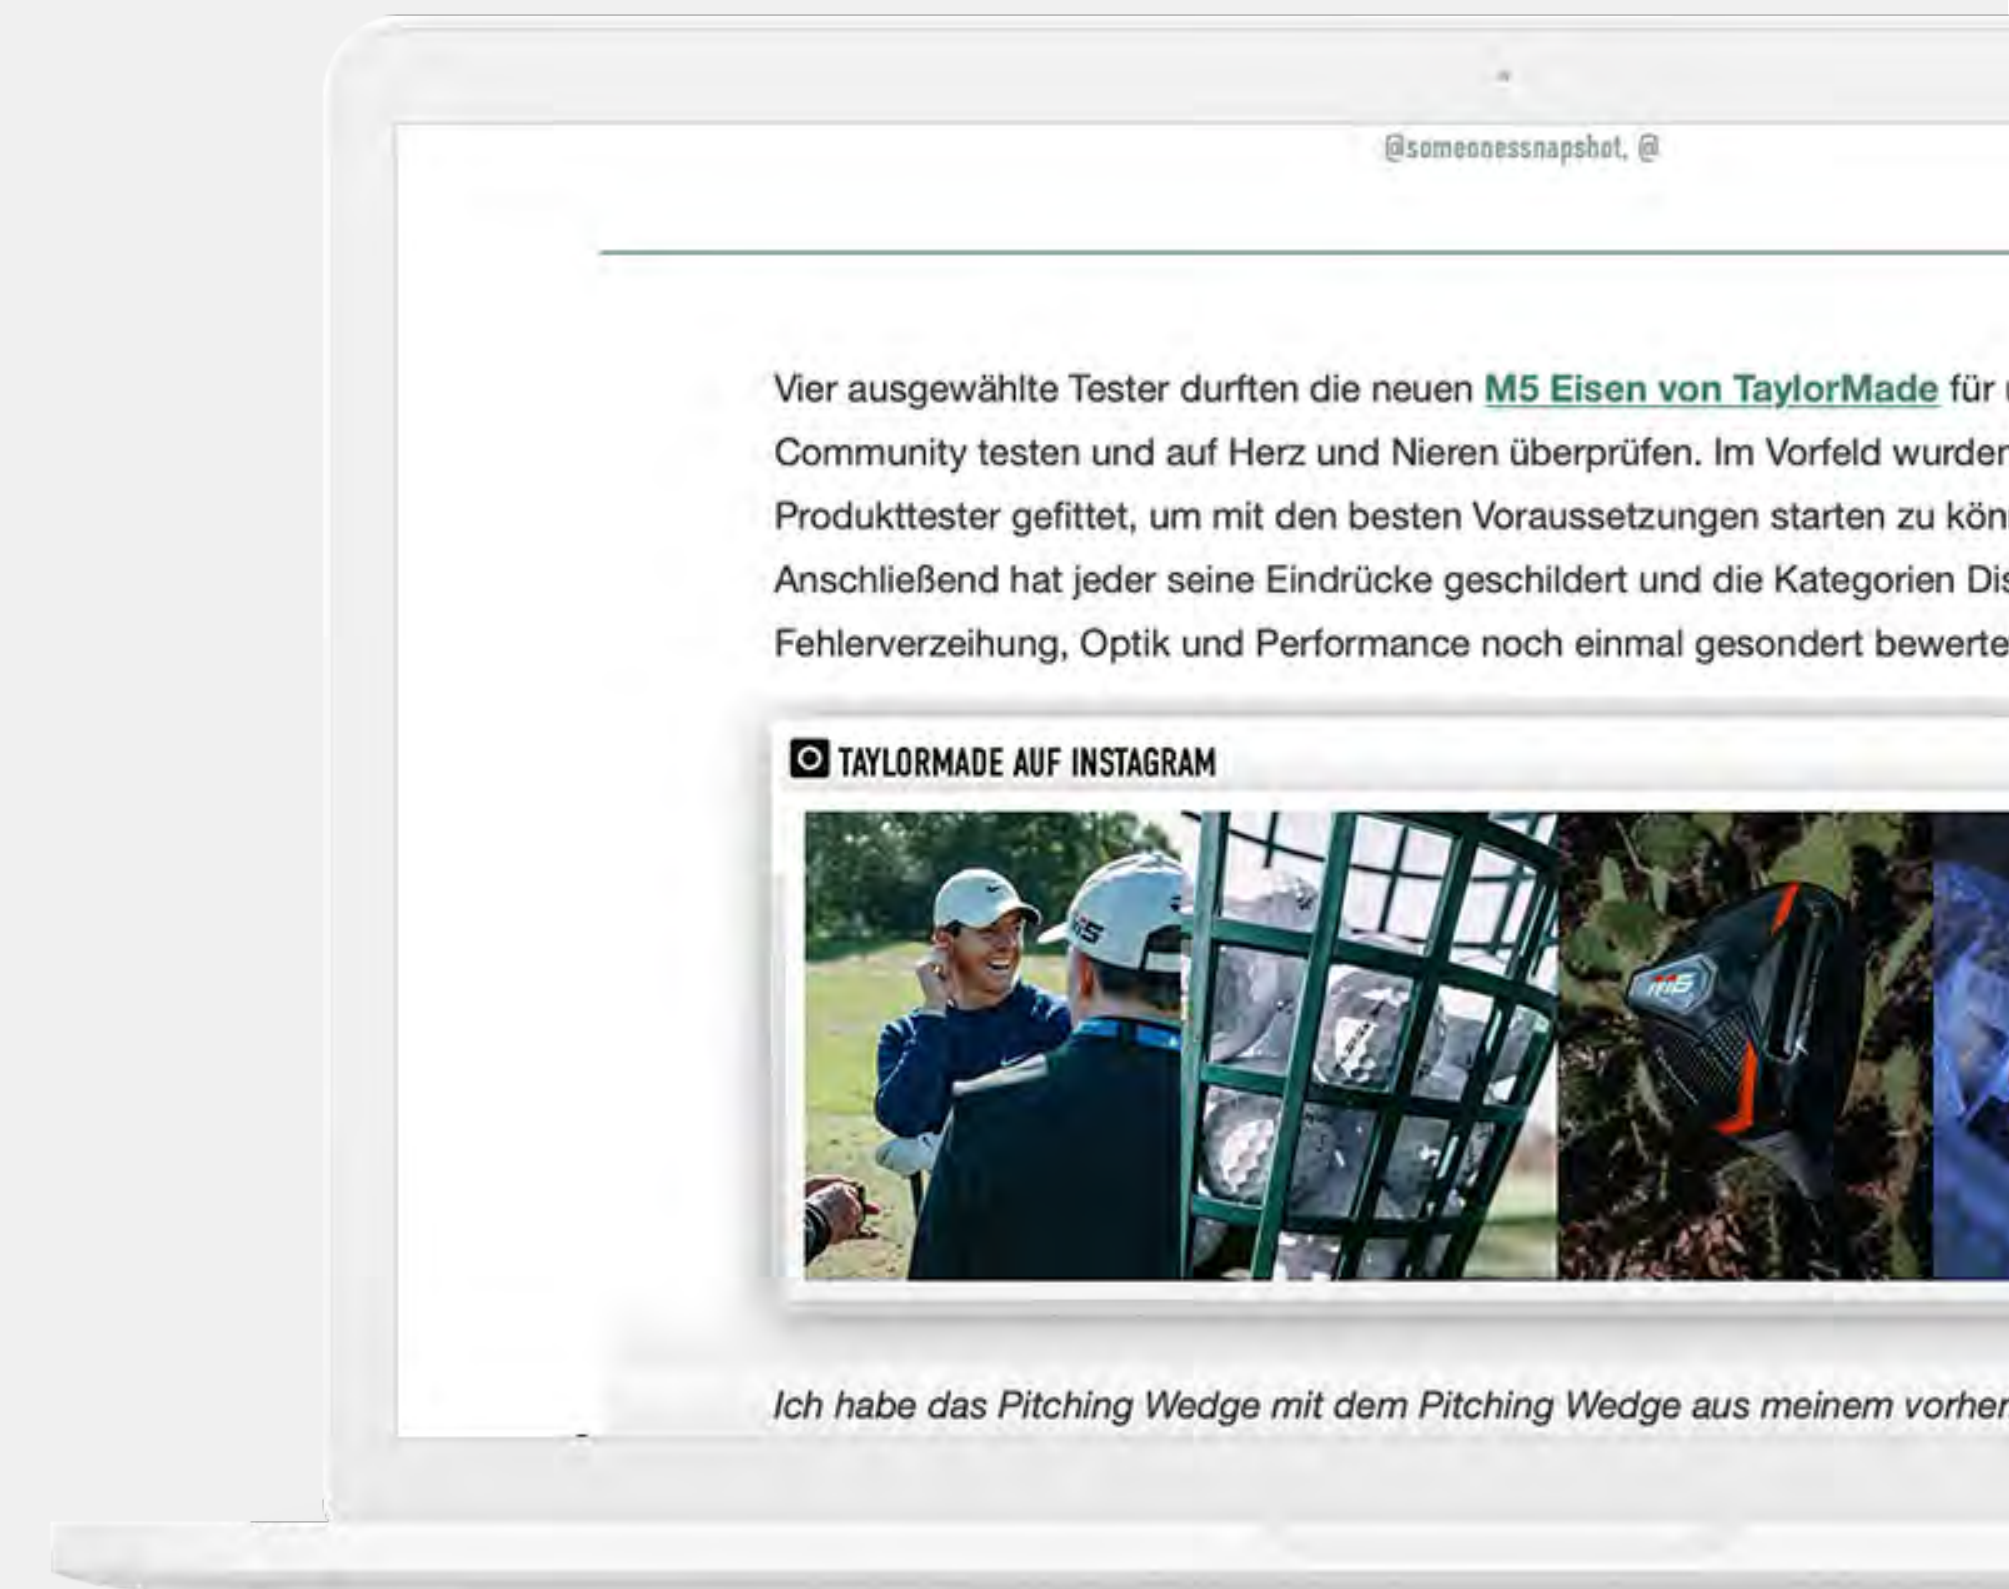 @someonessnapshot, @
Vier ausgewählte Tester durften die neuen M5 Eisen von TaylorMade für
Community testen und auf Herz und Nieren überprüfen. Im Vorfeld wurden
Produkttester gefittet, um mit den besten Voraussetzungen starten zu könn
Anschließend hat jeder seine Eindrücke geschildert und die Kategorien Dis
Fehlerverzeihung, Optik und Performance noch einmal gesondert bewerte
TAYLORMADE AUF INSTAGRAM
M5
Ich habe das Pitching Wedge mit dem Pitching Wedge aus meinem vorher